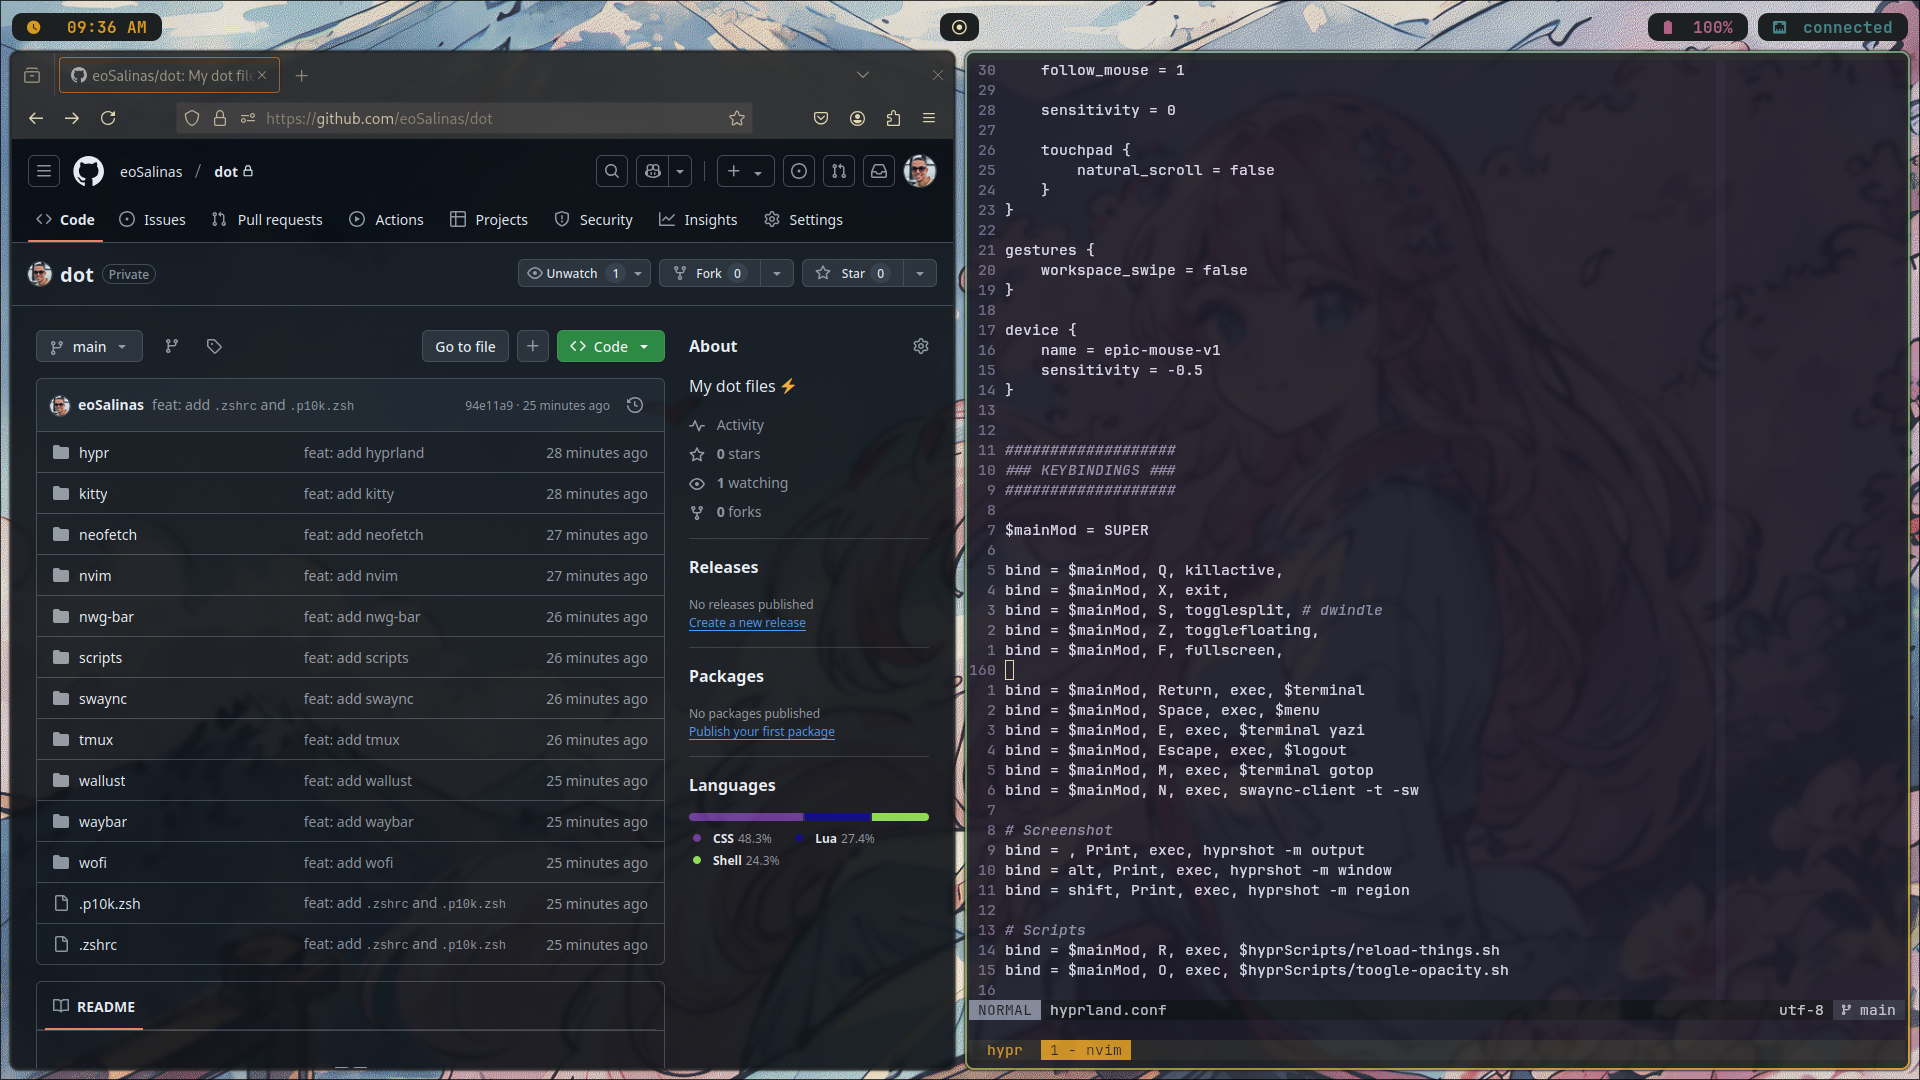 09:36 AM
100%
connected
eoSalinas/dot: My dot file
https://github.com/eoSalinas/dot
eoSalinas / dot
Code
Issues
Pull requests
Actions
Projects
Security
Insights
Settings
dot Private
Unwatch 1
Fork 0
Star 0
main
Go to file
Code
eoSalinas feat: add .zshrc and .p10k.zsh 94e11a9 · 25 minutes ago
hypr feat: add hyprland 28 minutes ago
kitty feat: add kitty 28 minutes ago
neofetch feat: add neofetch 27 minutes ago
nvim feat: add nvim 27 minutes ago
nwg-bar feat: add nwg-bar 26 minutes ago
scripts feat: add scripts 26 minutes ago
swaync feat: add swaync 26 minutes ago
tmux feat: add tmux 26 minutes ago
wallust feat: add wallust 25 minutes ago
waybar feat: add waybar 25 minutes ago
wofi feat: add wofi 25 minutes ago
.p10k.zsh feat: add .zshrc and .p10k.zsh 25 minutes ago
.zshrc feat: add .zshrc and .p10k.zsh 25 minutes ago
README
About
My dot files ⚡
Activity
0 stars
1 watching
0 forks
Releases
No releases published
Create a new release
Packages
No packages published
Publish your first package
Languages
CSS 48.3% Lua 27.4%
Shell 24.3%
30 follow_mouse = 1
29
28 sensitivity = 0
27
26 touchpad {
25 natural_scroll = false
24 }
23 }
22
21 gestures {
20 workspace_swipe = false
19 }
18
17 device {
16 name = epic-mouse-v1
15 sensitivity = -0.5
14 }
13
12
11 ###################
10 ### KEYBINDINGS ###
9 ###################
8
7 $mainMod = SUPER
6
5 bind = $mainMod, Q, killactive,
4 bind = $mainMod, X, exit,
3 bind = $mainMod, S, togglesplit, # dwindle
2 bind = $mainMod, Z, togglefloating,
1 bind = $mainMod, F, fullscreen,
160
1 bind = $mainMod, Return, exec, $terminal
2 bind = $mainMod, Space, exec, $menu
3 bind = $mainMod, E, exec, $terminal yazi
4 bind = $mainMod, Escape, exec, $logout
5 bind = $mainMod, M, exec, $terminal gotop
6 bind = $mainMod, N, exec, swaync-client -t -sw
7
8 # Screenshot
9 bind = , Print, exec, hyprshot -m output
10 bind = alt, Print, exec, hyprshot -m window
11 bind = shift, Print, exec, hyprshot -m region
12
13 # Scripts
14 bind = $mainMod, R, exec, $hyprScripts/reload-things.sh
15 bind = $mainMod, O, exec, $hyprScripts/toogle-opacity.sh
16
NORMAL hyprland.conf utf-8 main
hypr 1 - nvim